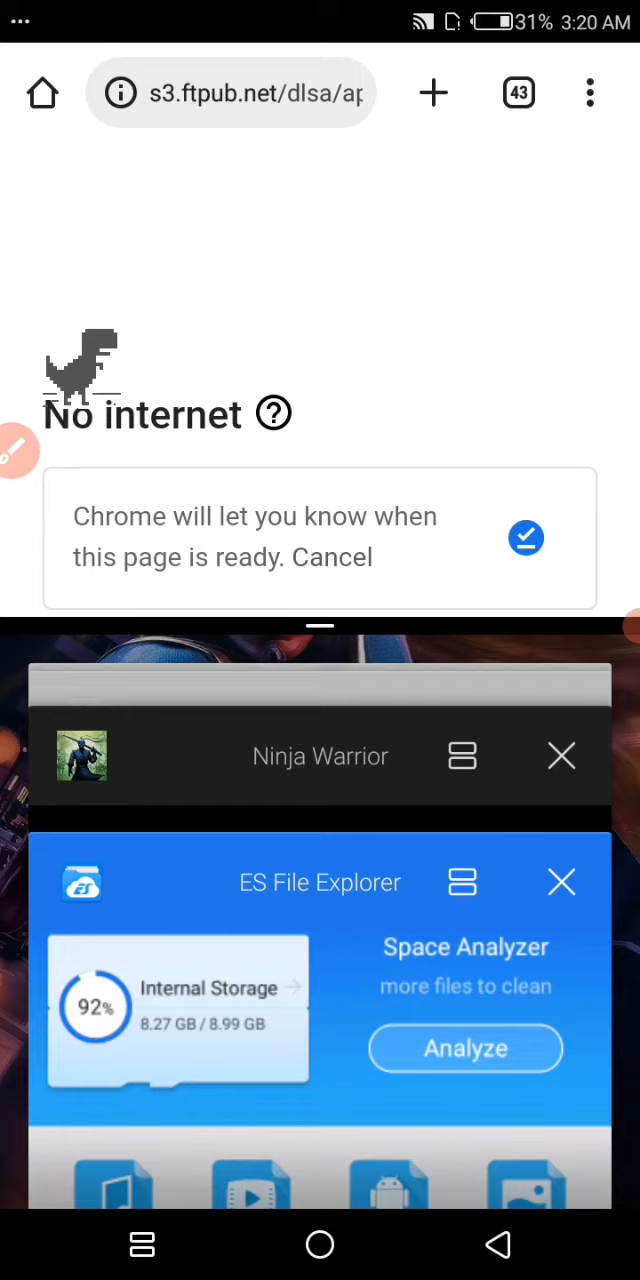 31% 3:20 AM
s3.ftpub.net/dlsa/ap
43
No internet
Chrome will let you know when
this page is ready. Cancel
Ninja Warrior
ES File Explorer
Space Analyzer
more files to clean
Internal Storage
92%
8.27 GB / 8.99 GB
Analyze